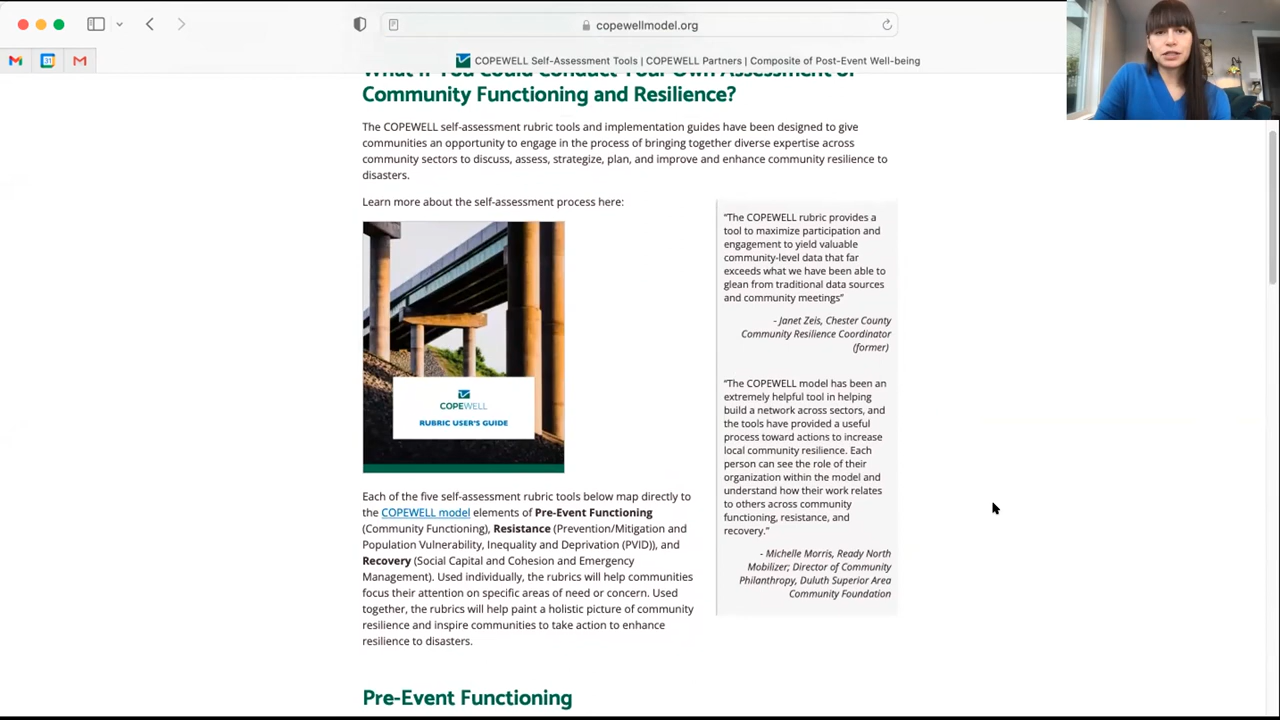 copewellmodel.org
31
COPEWELL Self-Assessment Tools | COPEWELL Partners | Composite of Post-Event Well-being
What if You Could Conduct Your Own Assessment of
Community Functioning and Resilience?
The COPEWELL self-assessment rubric tools and implementation guides have been designed to give
communities an opportunity to engage in the process of bringing together diverse expertise across
community sectors to discuss, assess, strategize, plan, and improve and enhance community resilience to
disasters.
Learn more about the self-assessment process here:
COPEWELL
RUBRIC USER'S GUIDE
Each of the five self-assessment rubric tools below map directly to
the COPEWELL model elements of Pre-Event Functioning
(Community Functioning), Resistance (Prevention/Mitigation and
Population Vulnerability, Inequality and Deprivation (PVID)), and
Recovery (Social Capital and Cohesion and Emergency
Management). Used individually, the rubrics will help communities
focus their attention on specific areas of need or concern. Used
together, the rubrics will help paint a holistic picture of community
resilience and inspire communities to take action to enhance
resilience to disasters.
"The COPEWELL rubric provides a
tool to maximize participation and
engagement to yield valuable
community-level data that far
exceeds what we have been able to
glean from traditional data sources
and community meetings"
- Janet Zeis, Chester County
Community Resilience Coordinator
(former)
"The COPEWELL model has been an
extremely helpful tool in helping
build a network across sectors, and
the tools have provided a useful
process toward actions to increase
local community resilience. Each
person can see the role of their
organization within the model and
understand how their work relates
to others across community
functioning, resistance, and
recovery."
- Michelle Morris, Ready North
Mobilizer; Director of Community
Philanthropy, Duluth Superior Area
Community Foundation
Pre-Event Functioning